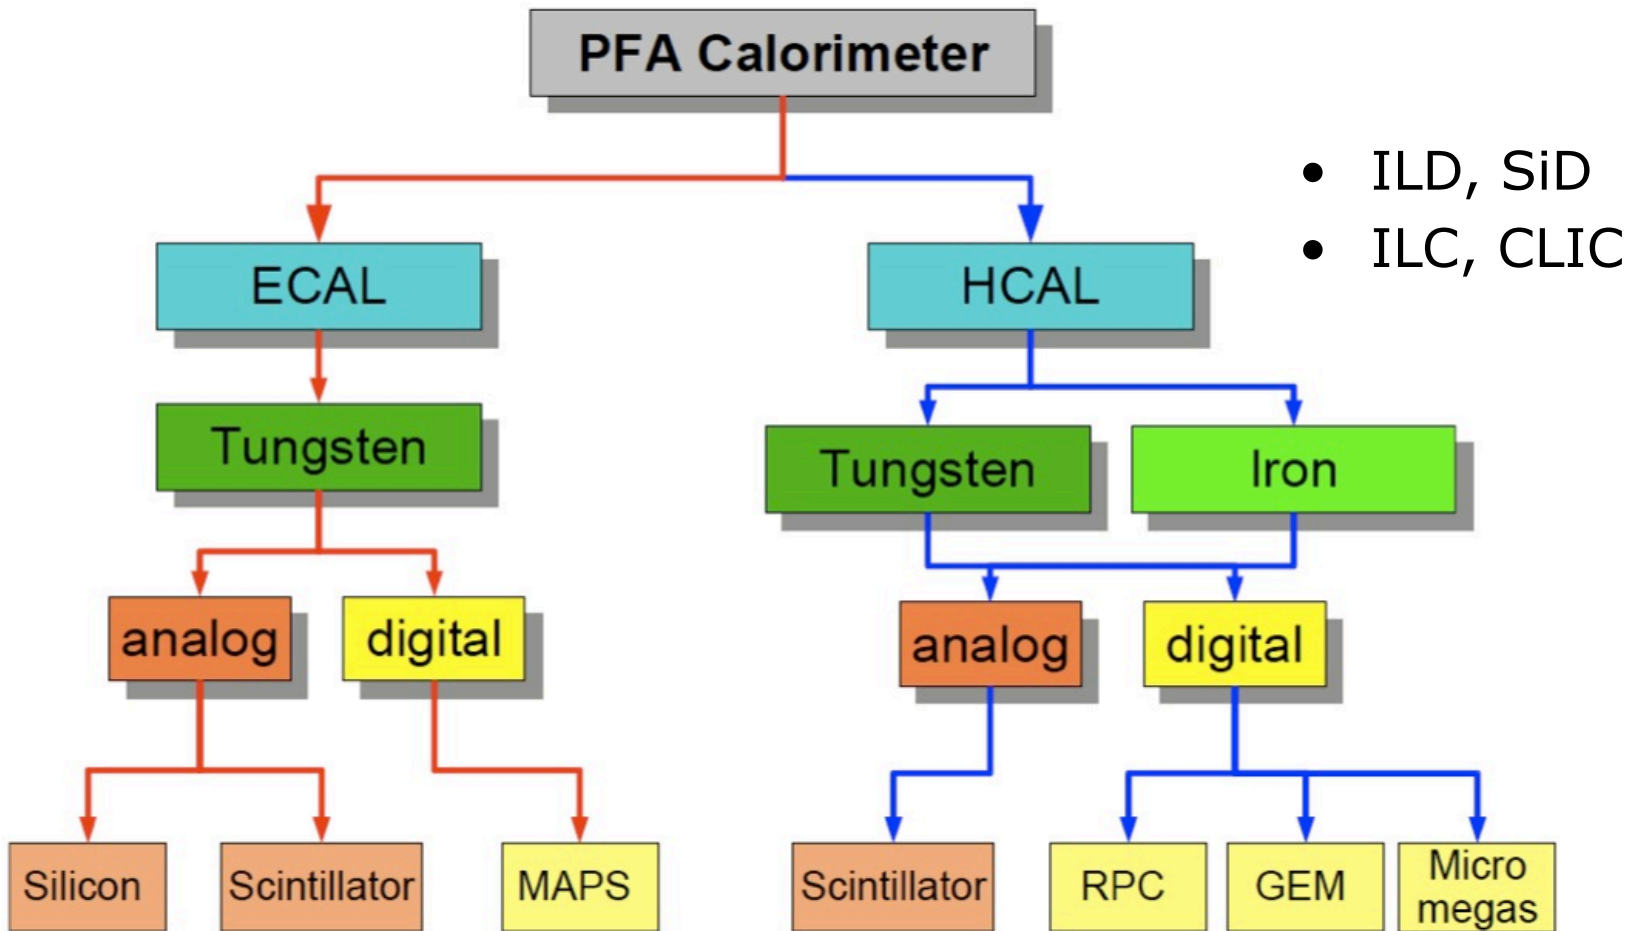 PFA Calorimeter
• ILD, SiD
• ILC, CLIC
ECAL
HCAL
Tungsten
Tungsten
Iron
analog
digital
analog
digital
Silicon
Scintillator
MAPS
Scintillator
RPC
GEM
Micro
megas